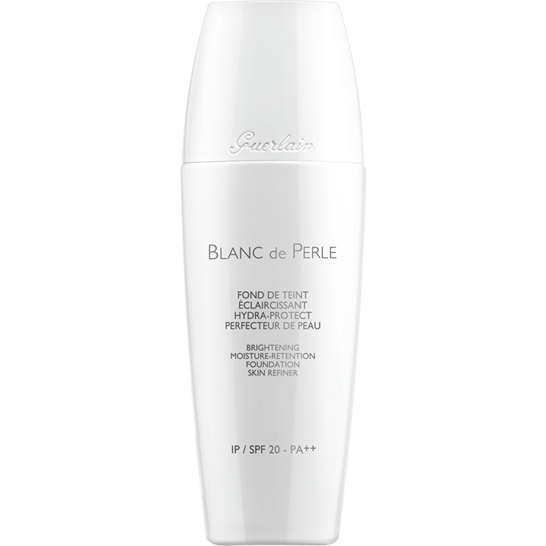 Guerlain
BLANC de PERLE
FOND DE TEINT
ÉCLAIRCISSANT
HYDRA-PROTECT
PERFECTEUR DE PEAU
BRIGHTENING
MOISTURE-RETENTION
FOUNDATION
SKIN REFINER
IP / SPF 20 - PA++